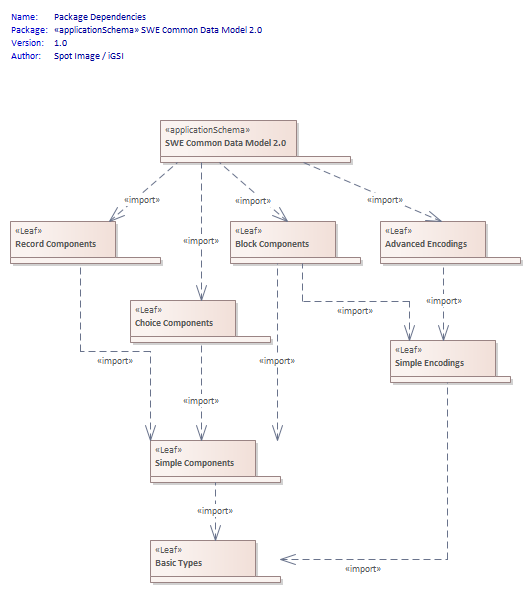 Name: Package Dependencies
Package: «applicationSchema» SWE Common Data Model 2.0
Version: 1.0
Author: Spot Image / iGSI
«applicationSchema»
SWE Common Data Model 2.0
«import»
«import»
«import»
«import»
«Leaf»
Record Components
«Leaf»
Block Components
«Leaf»
Advanced Encodings
«Leaf»
Choice Components
«import»
«import»
«Leaf»
Simple Encodings
«import»
«import»
«import»
«Leaf»
Simple Components
«import»
«Leaf»
Basic Types
«import»